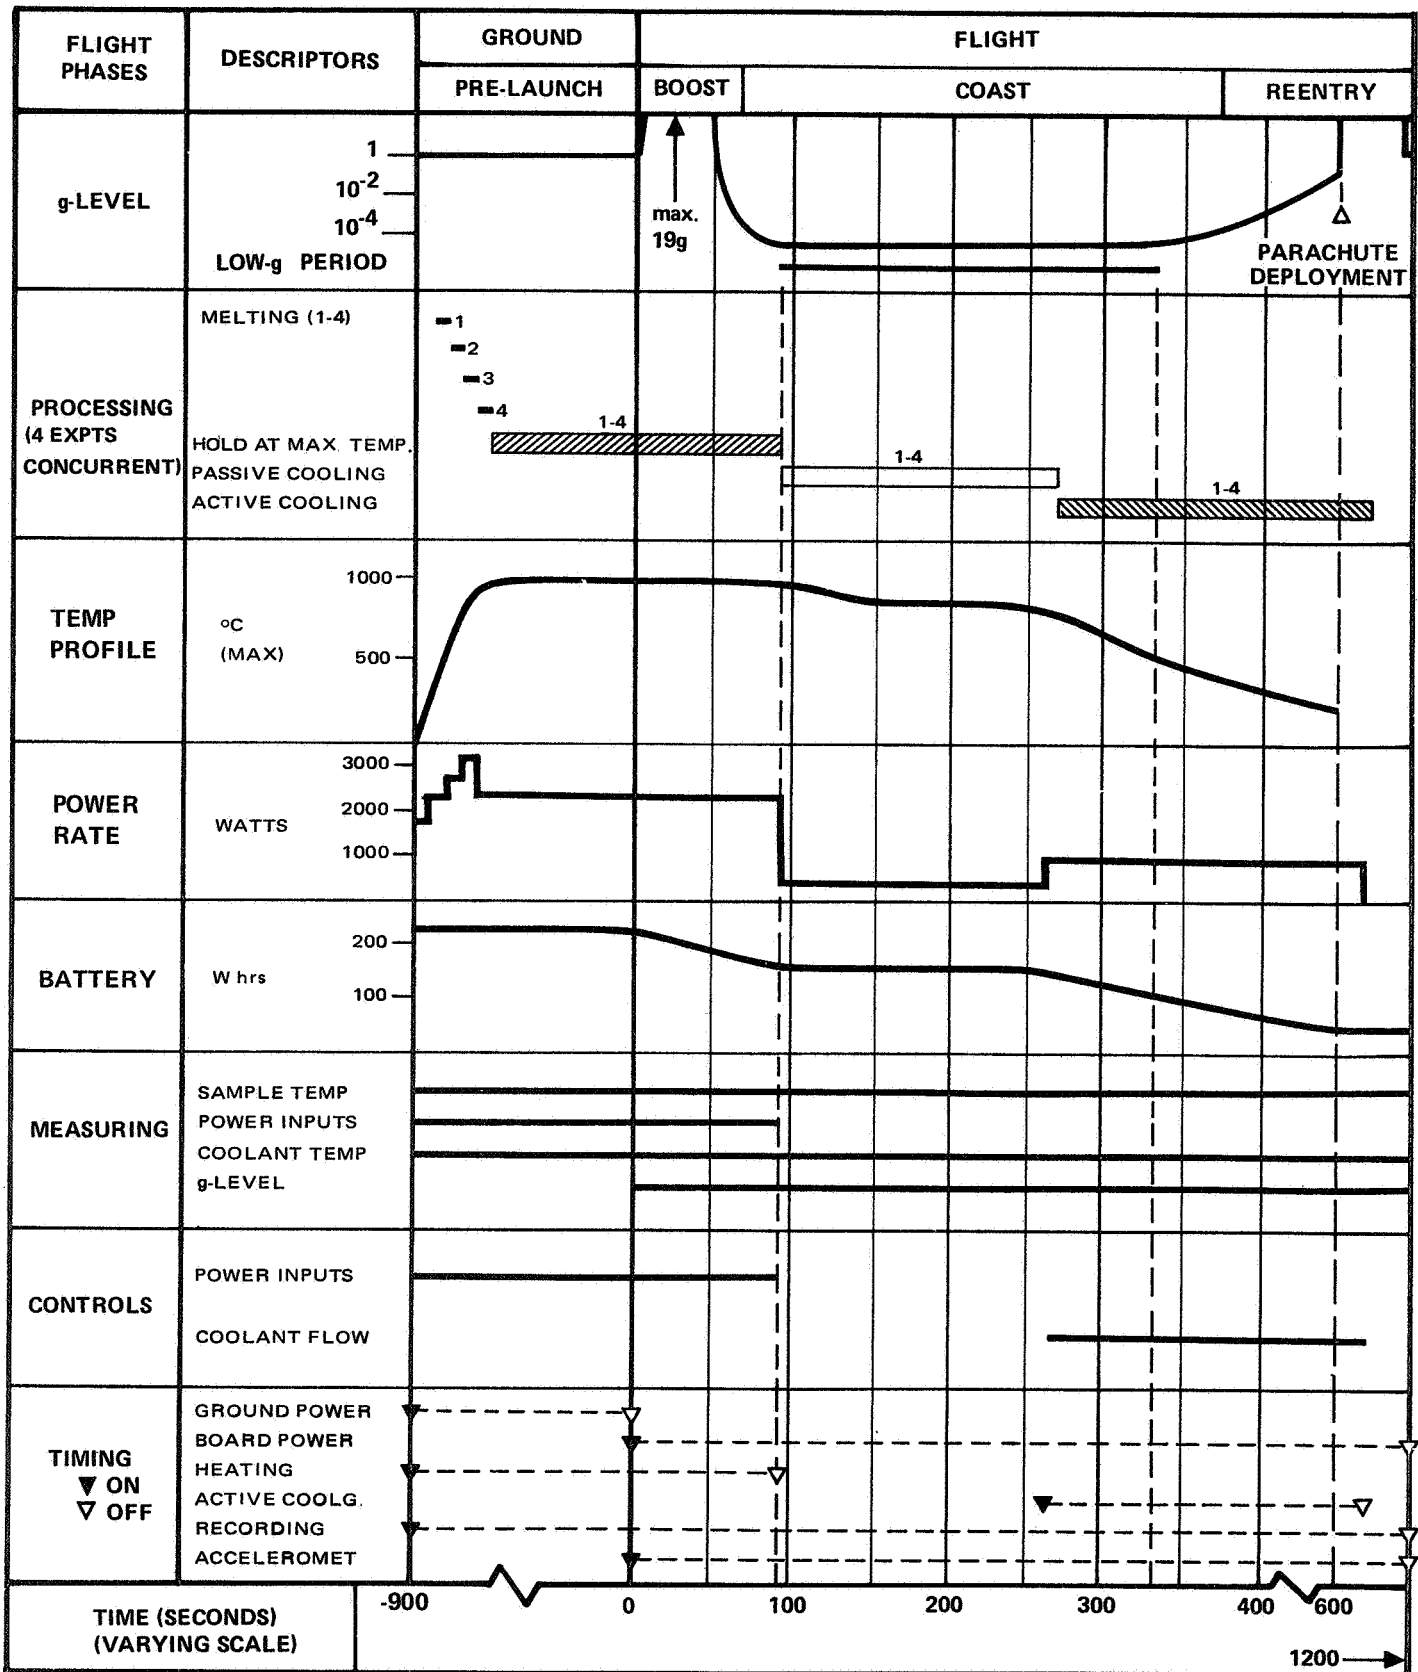 FLIGHT
PHASES
DESCRIPTORS
GROUND
FLIGHT
PRE-LAUNCH
BOOST
COAST
REENTRY
g-LEVEL
1
10-2
10-4
LOW-g PERIOD
max.
19g
PARACHUTE
DEPLOYMENT
PROCESSING
(4 EXPTS
CONCURRENT)
MELTING (1-4)
1
2
3
4
HOLD AT MAX. TEMP.
1-4
PASSIVE COOLING
1-4
ACTIVE COOLING
1-4
TEMP
PROFILE
°C
(MAX)
1000
500
POWER
RATE
WATTS
3000
2000
1000
BATTERY
W hrs
200
100
MEASURING
SAMPLE TEMP
POWER INPUTS
COOLANT TEMP
g-LEVEL
CONTROLS
POWER INPUTS
COOLANT FLOW
TIMING
▼ ON
▽ OFF
GROUND POWER
BOARD POWER
HEATING
ACTIVE COOLG.
RECORDING
ACCELEROMET
TIME (SECONDS)
(VARYING SCALE)
-900
0
100
200
300
400
600
1200